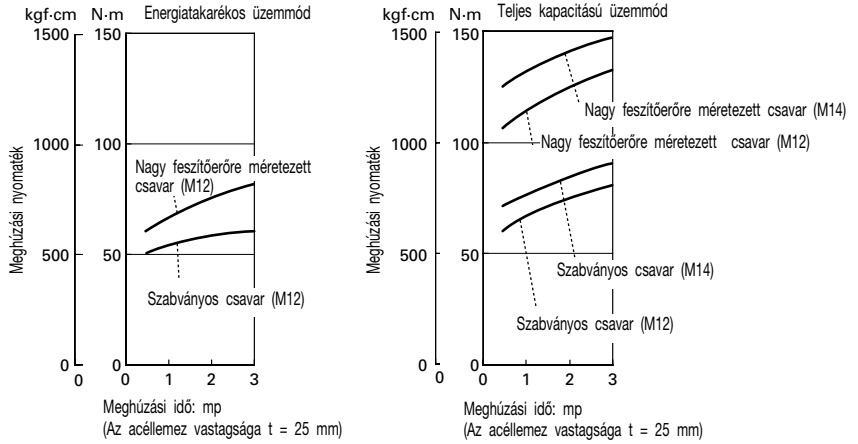 kgf·cm N·m Energiatakarékos üzemmód
1500 150
1000 100
Nagy feszítőerőre méretezett
csavar (M12)
500 50
Szabványos csavar (M12)
0 0
0 0 1 2 3
Meghúzási nyomaték
Meghúzási idő: mp
(Az acéllemez vastagsága t = 25 mm)
kgf·cm N·m Teljes kapacitású üzemmód
1500 150
Nagy feszítőerőre méretezett csavar (M14)
1000 100
Nagy feszítőerőre méretezett csavar (M12)
500 50
Szabványos csavar (M14)
Szabványos csavar (M12)
0 0
0 0 1 2 3
Meghúzási nyomaték
Meghúzási idő: mp
(Az acéllemez vastagsága t = 25 mm)